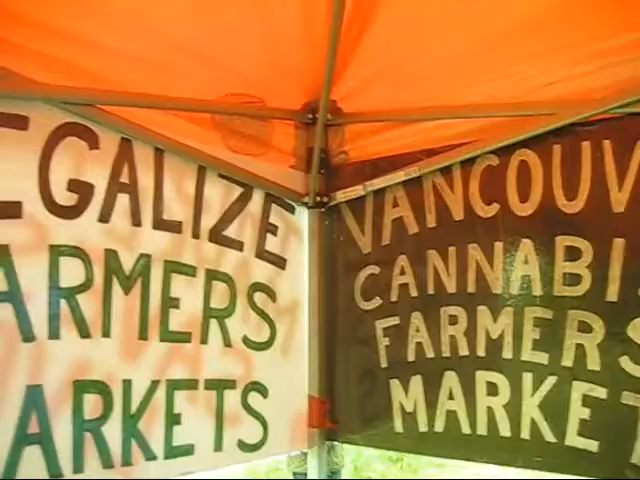 EGALIZE
ARMERS
ARKETS
VANCOUV
CANNABI
FARMERS
MARKET